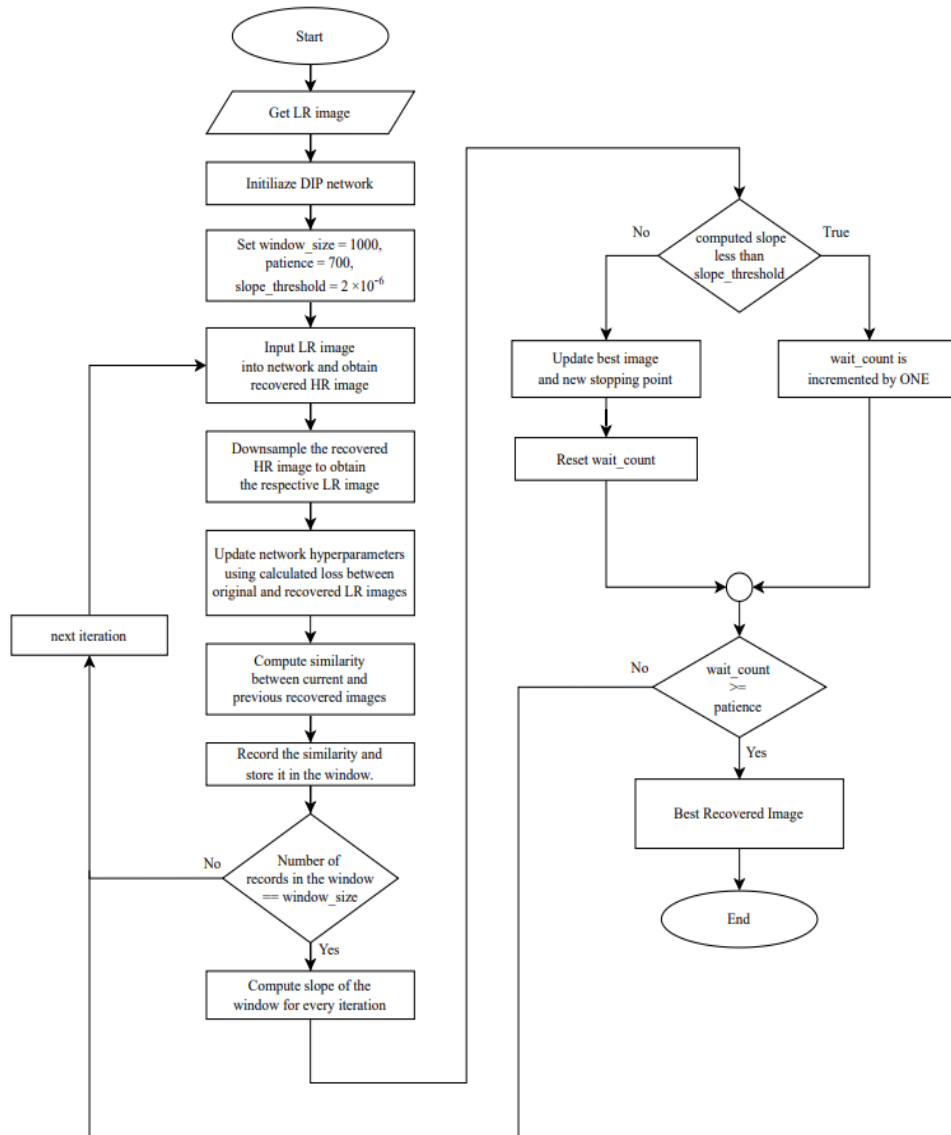 Start
Get LR image
Initiliaze DIP network
Set window_size = 1000,
patience = 700,
slope_threshold = 2 ×10⁻⁶
Input LR image
into network and obtain
recovered HR image
Downsample the recovered
HR image to obtain
the respective LR image
Update network hyperparameters
using calculated loss between
original and recovered LR images
next iteration
Compute similarity
between current and
previous recovered images
Record the similarity and
store it in the window.
No
Number of
records in the window
== window_size
Yes
Compute slope of the
window for every iteration
No
True
computed slope
less than
slope_threshold
Update best image
and new stopping point
wait_count is
incremented by ONE
Reset wait_count
No
wait_count
>=
patience
Yes
Best Recovered Image
End